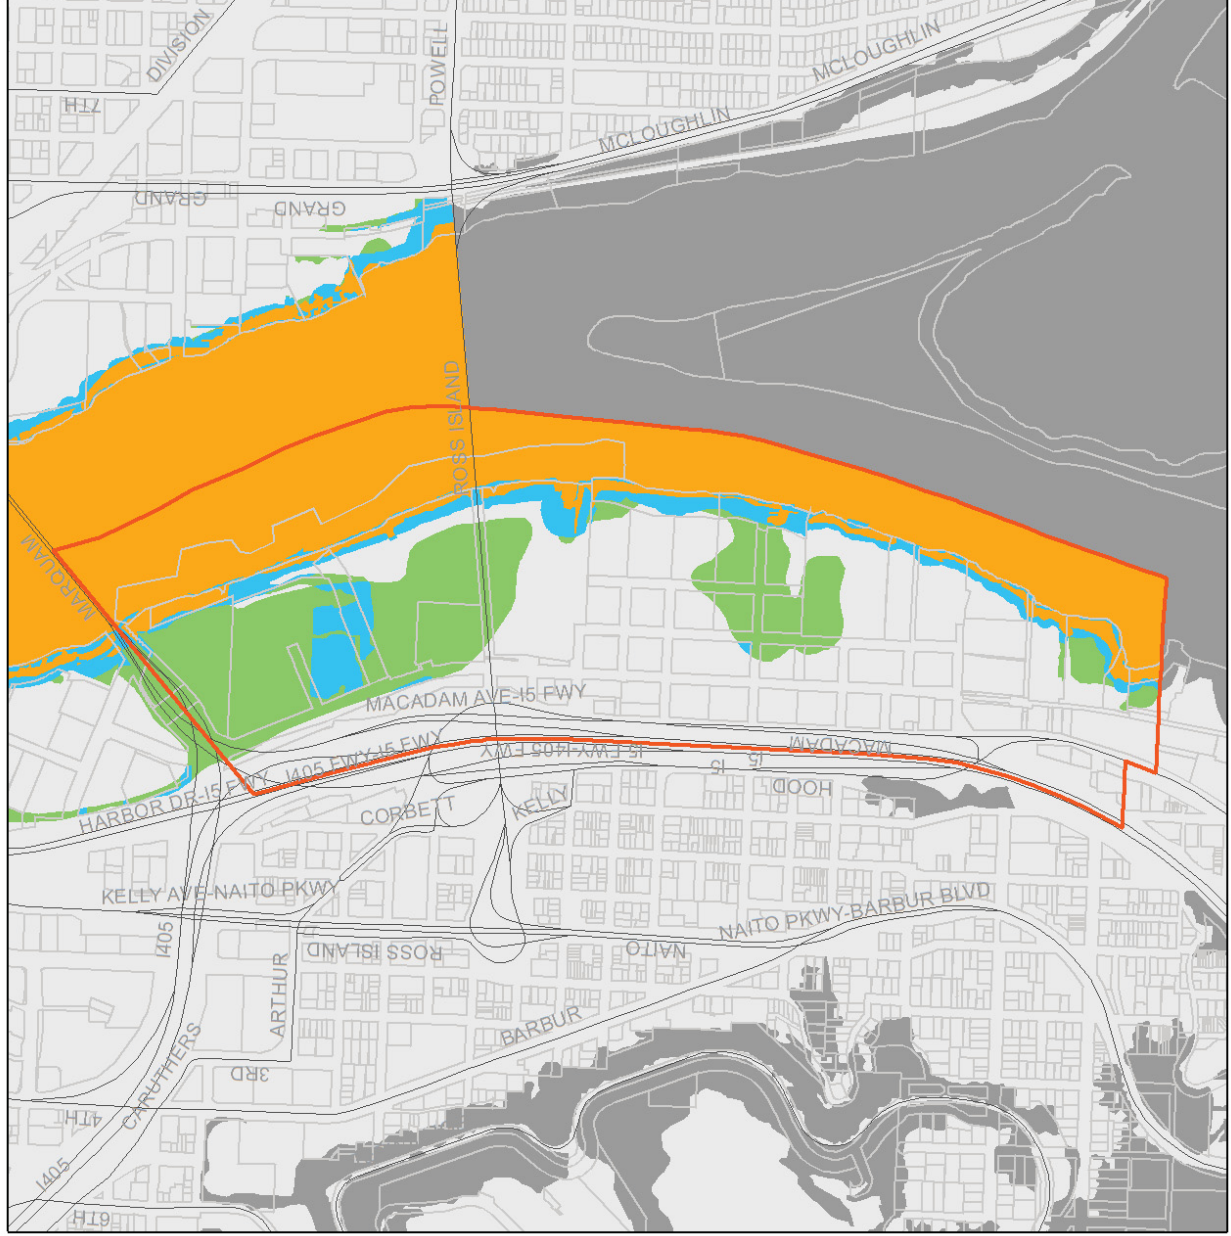 DIVISION
POWELL
MCLOUGHLIN
7TH
MCLOUGHLIN
GRAND
GRAND
ROSS ISLAND
MARQUAM
MACADAM AVE-I5 FWY
I405 FWY-I5 FWY
I5 FWY-I405 FWY
MACADAM
I5
I5
HARBOR DR-I5 FWY
HOOD
CORBETT
KELLY
KELLY AVE-NAITO PKWY
NAITO PKWY-BARBUR BLVD
I405
ROSS ISLAND
NAITO
ARTHUR
BARBUR
CARUTHERS
3RD
4TH
I405
6TH